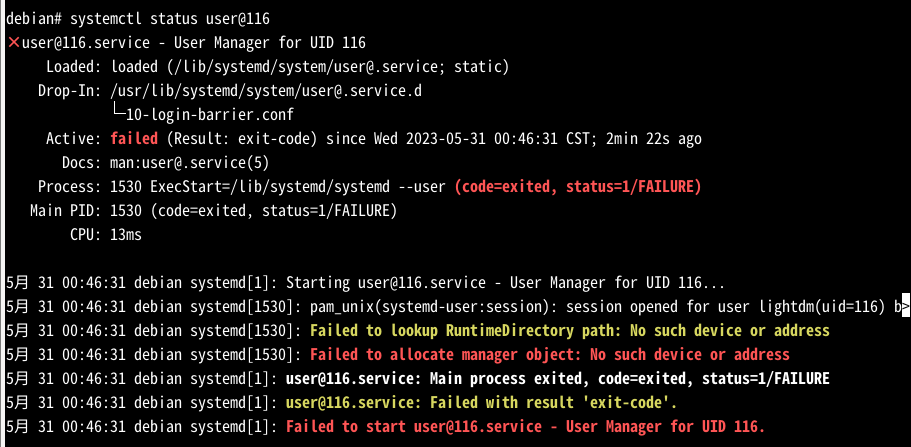 debian# systemctl status user@116
×user@116.service - User Manager for UID 116
Loaded: loaded (/lib/systemd/system/user@.service; static)
Drop-In: /usr/lib/systemd/system/user@.service.d
└─10-login-barrier.conf
Active: failed (Result: exit-code) since Wed 2023-05-31 00:46:31 CST; 2min 22s ago
Docs: man:user@.service(5)
Process: 1530 ExecStart=/lib/systemd/systemd --user (code=exited, status=1/FAILURE)
Main PID: 1530 (code=exited, status=1/FAILURE)
CPU: 13ms
5月 31 00:46:31 debian systemd[1]: Starting user@116.service - User Manager for UID 116...
5月 31 00:46:31 debian systemd[1530]: pam_unix(systemd-user:session): session opened for user lightdm(uid=116) b>
5月 31 00:46:31 debian systemd[1530]: Failed to lookup RuntimeDirectory path: No such device or address
5月 31 00:46:31 debian systemd[1530]: Failed to allocate manager object: No such device or address
5月 31 00:46:31 debian systemd[1]: user@116.service: Main process exited, code=exited, status=1/FAILURE
5月 31 00:46:31 debian systemd[1]: user@116.service: Failed with result 'exit-code'.
5月 31 00:46:31 debian systemd[1]: Failed to start user@116.service - User Manager for UID 116.